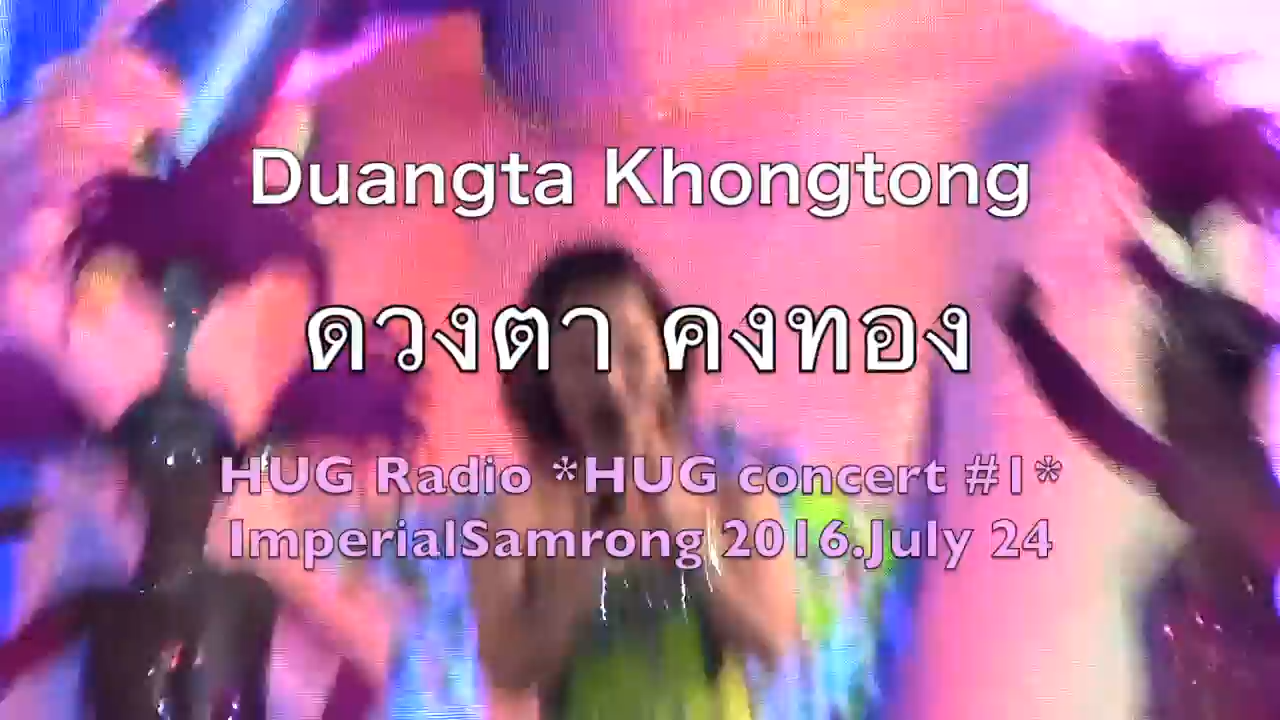 Duangta Khongtong
ดวงตา คงทอง
HUG Radio *HUG concert #1*
ImperialSamrong 2016.July 24